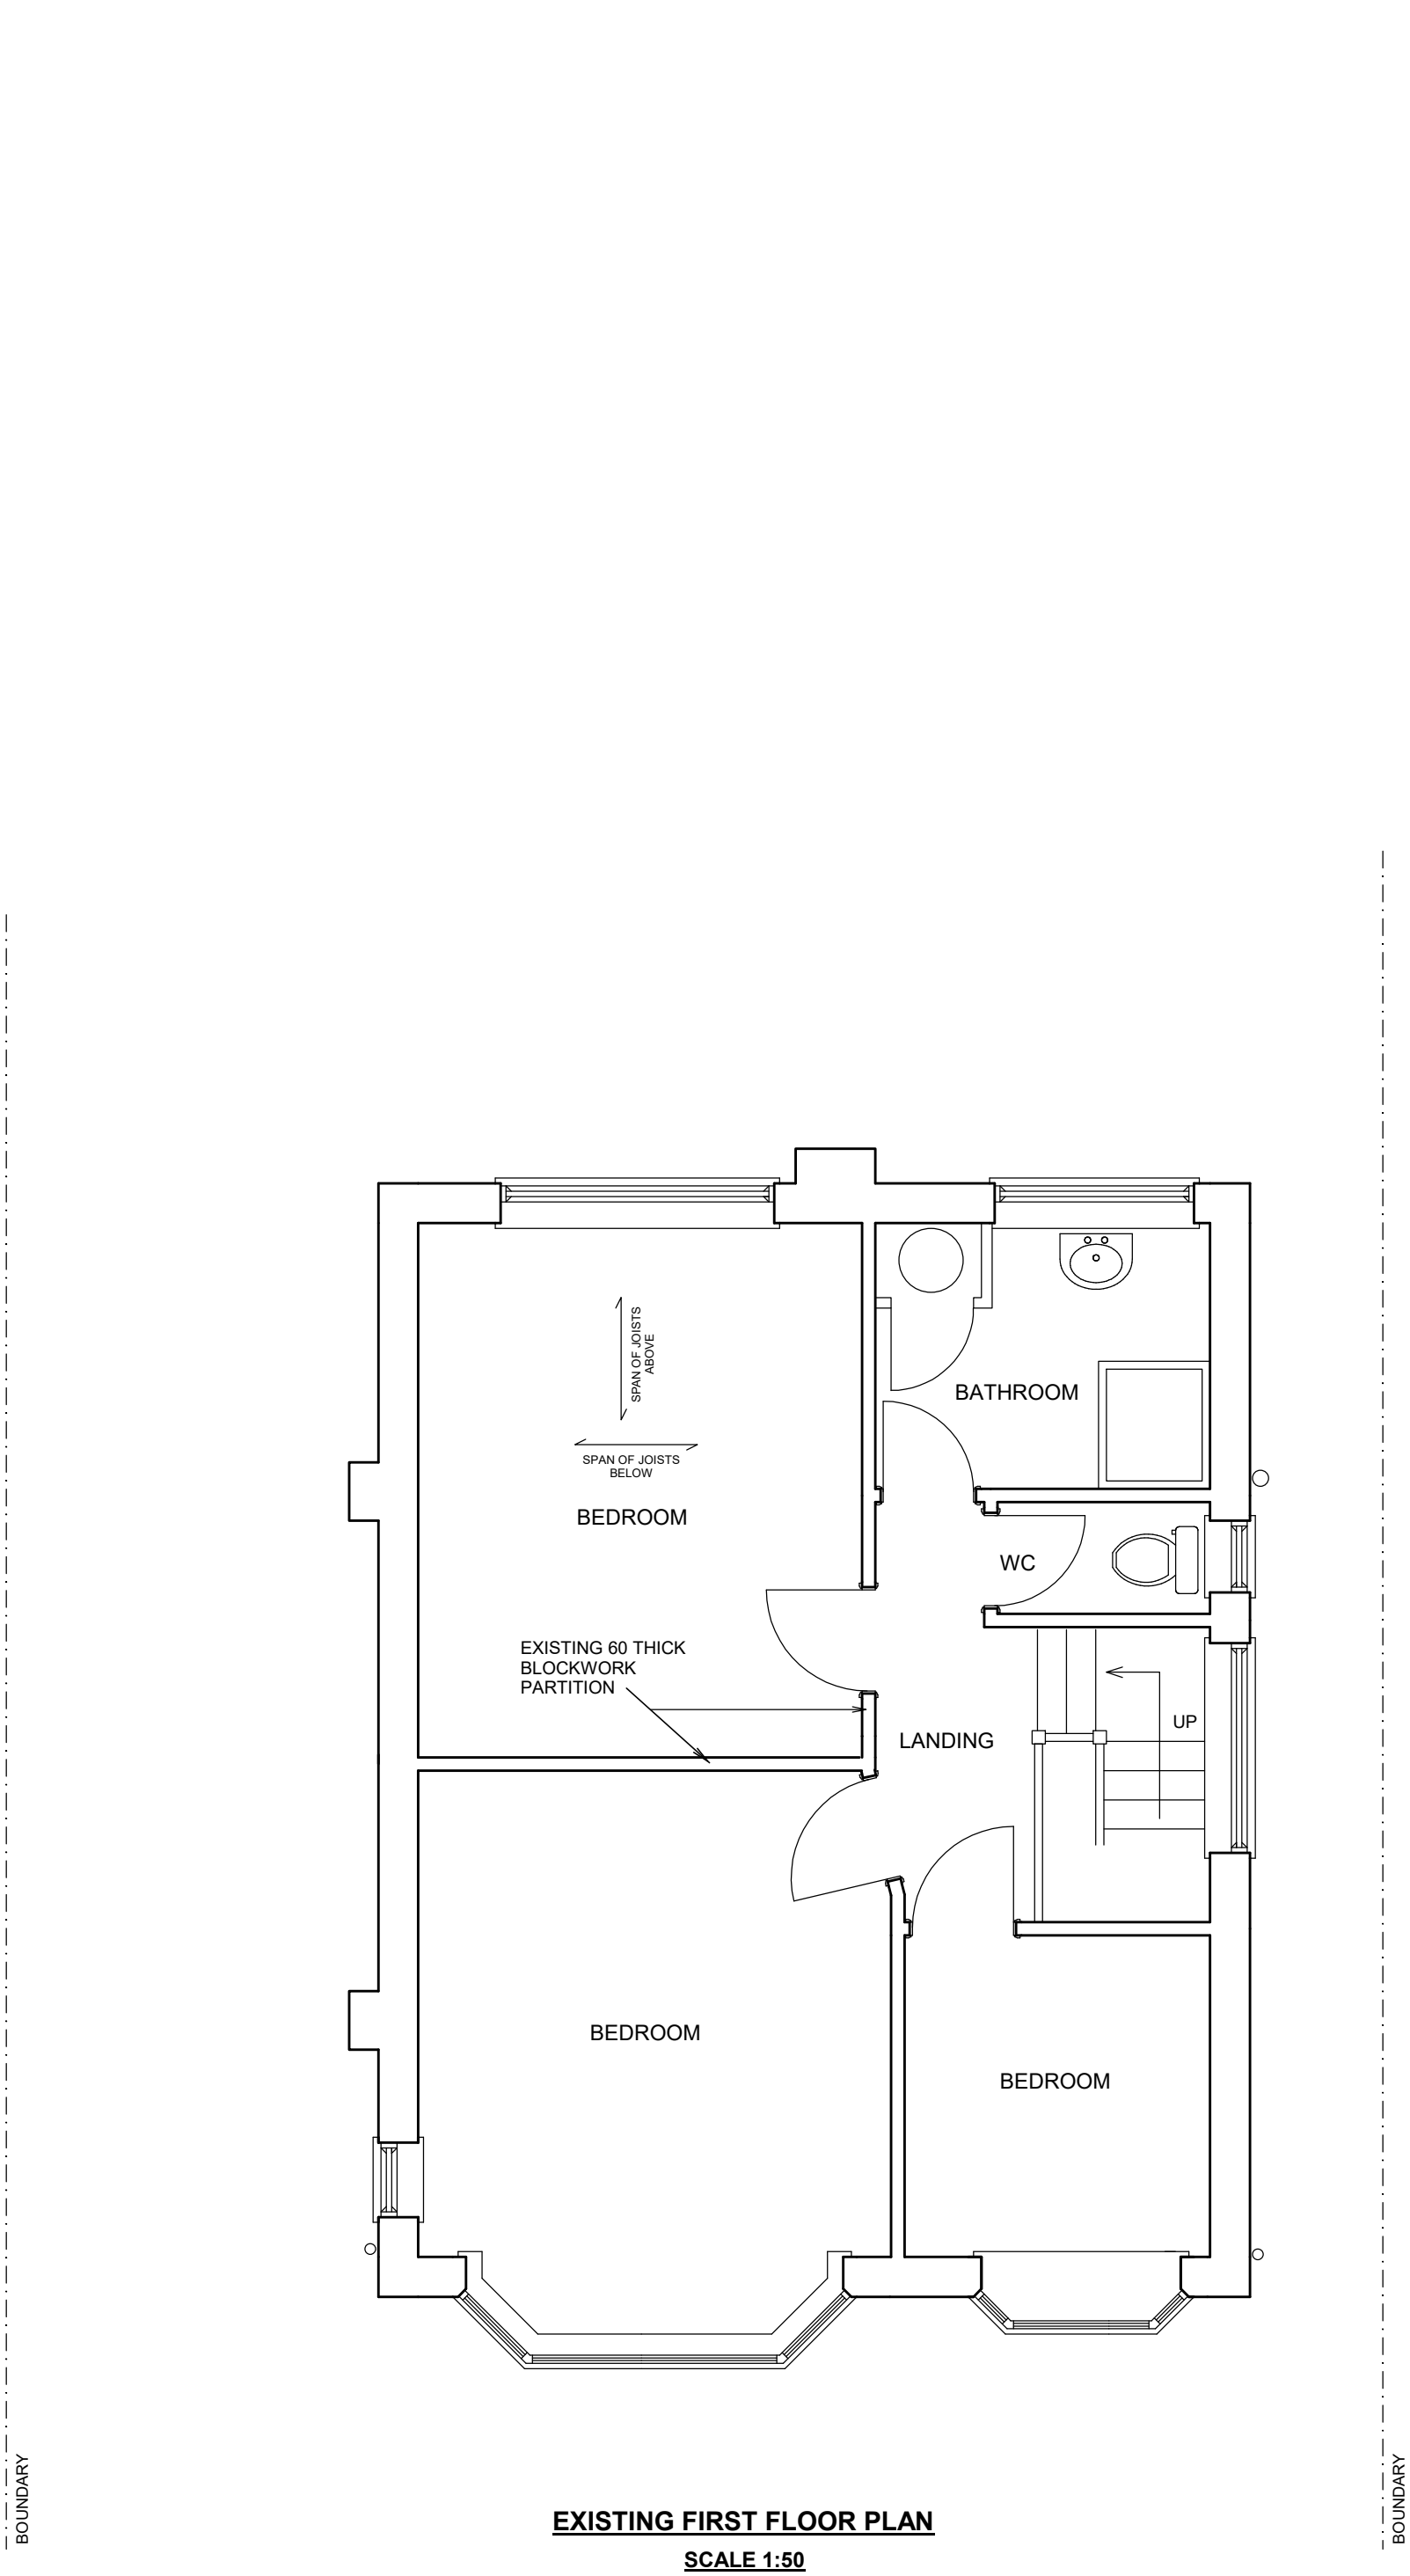 SPAN OF JOISTS
ABOVE
SPAN OF JOISTS
BELOW
BEDROOM
BATHROOM
WC
EXISTING 60 THICK
BLOCKWORK
PARTITION
UP
LANDING
BEDROOM
BEDROOM
BOUNDARY
BOUNDARY
EXISTING FIRST FLOOR PLAN
SCALE 1:50